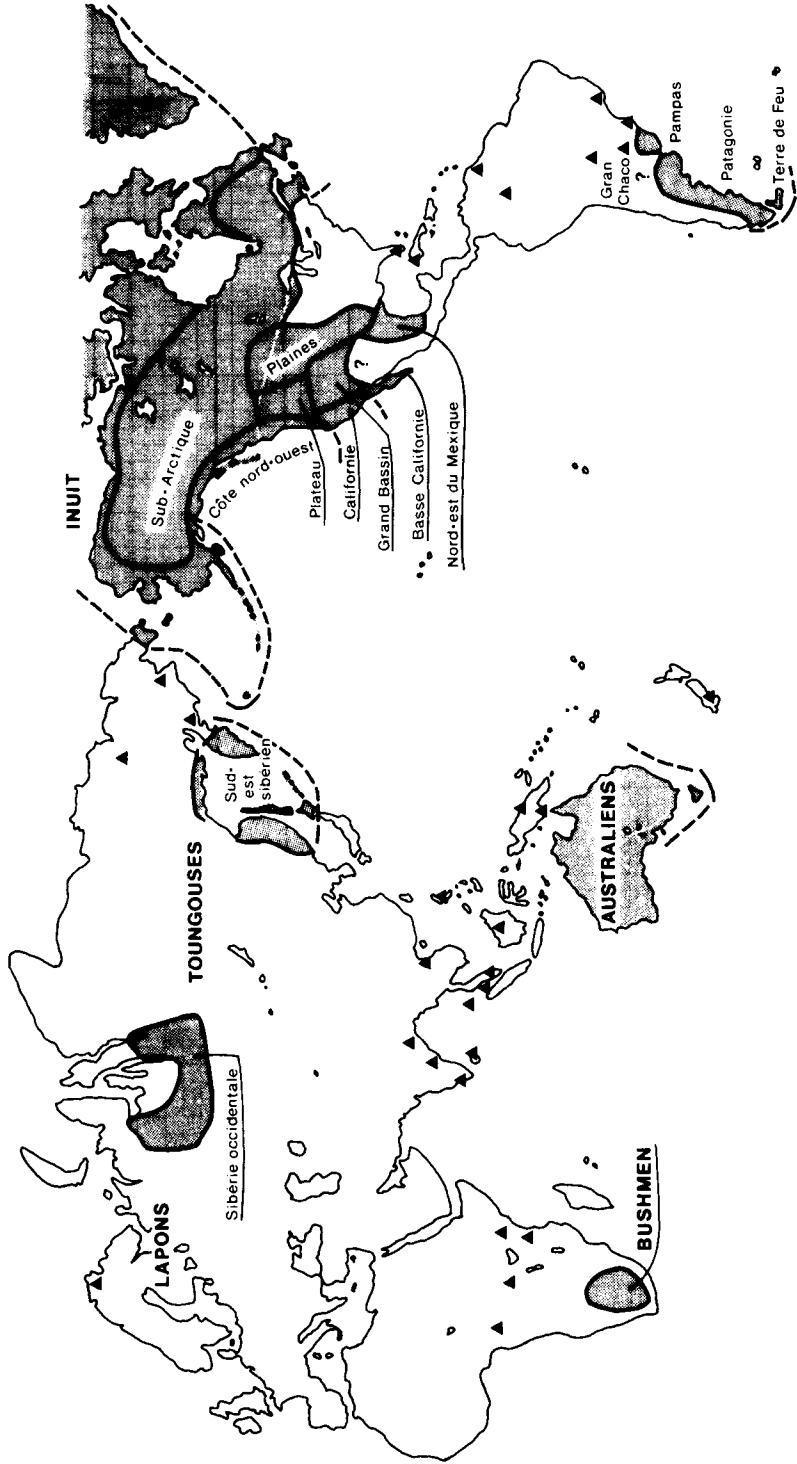 INUIT
Sub-Arctique
Côte nord-ouest
Plaines
?
Plateau
Californie
Grand Bassin
Basse Californie
Nord-est du Mexique
Gran
Chaco
?
Pampas
Patagonie
Terre de Feu
LAPONS
Sibérie occidentale
TOUNGOUSES
Sud-
est
sibérien
AUSTRALIENS
BUSHMEN